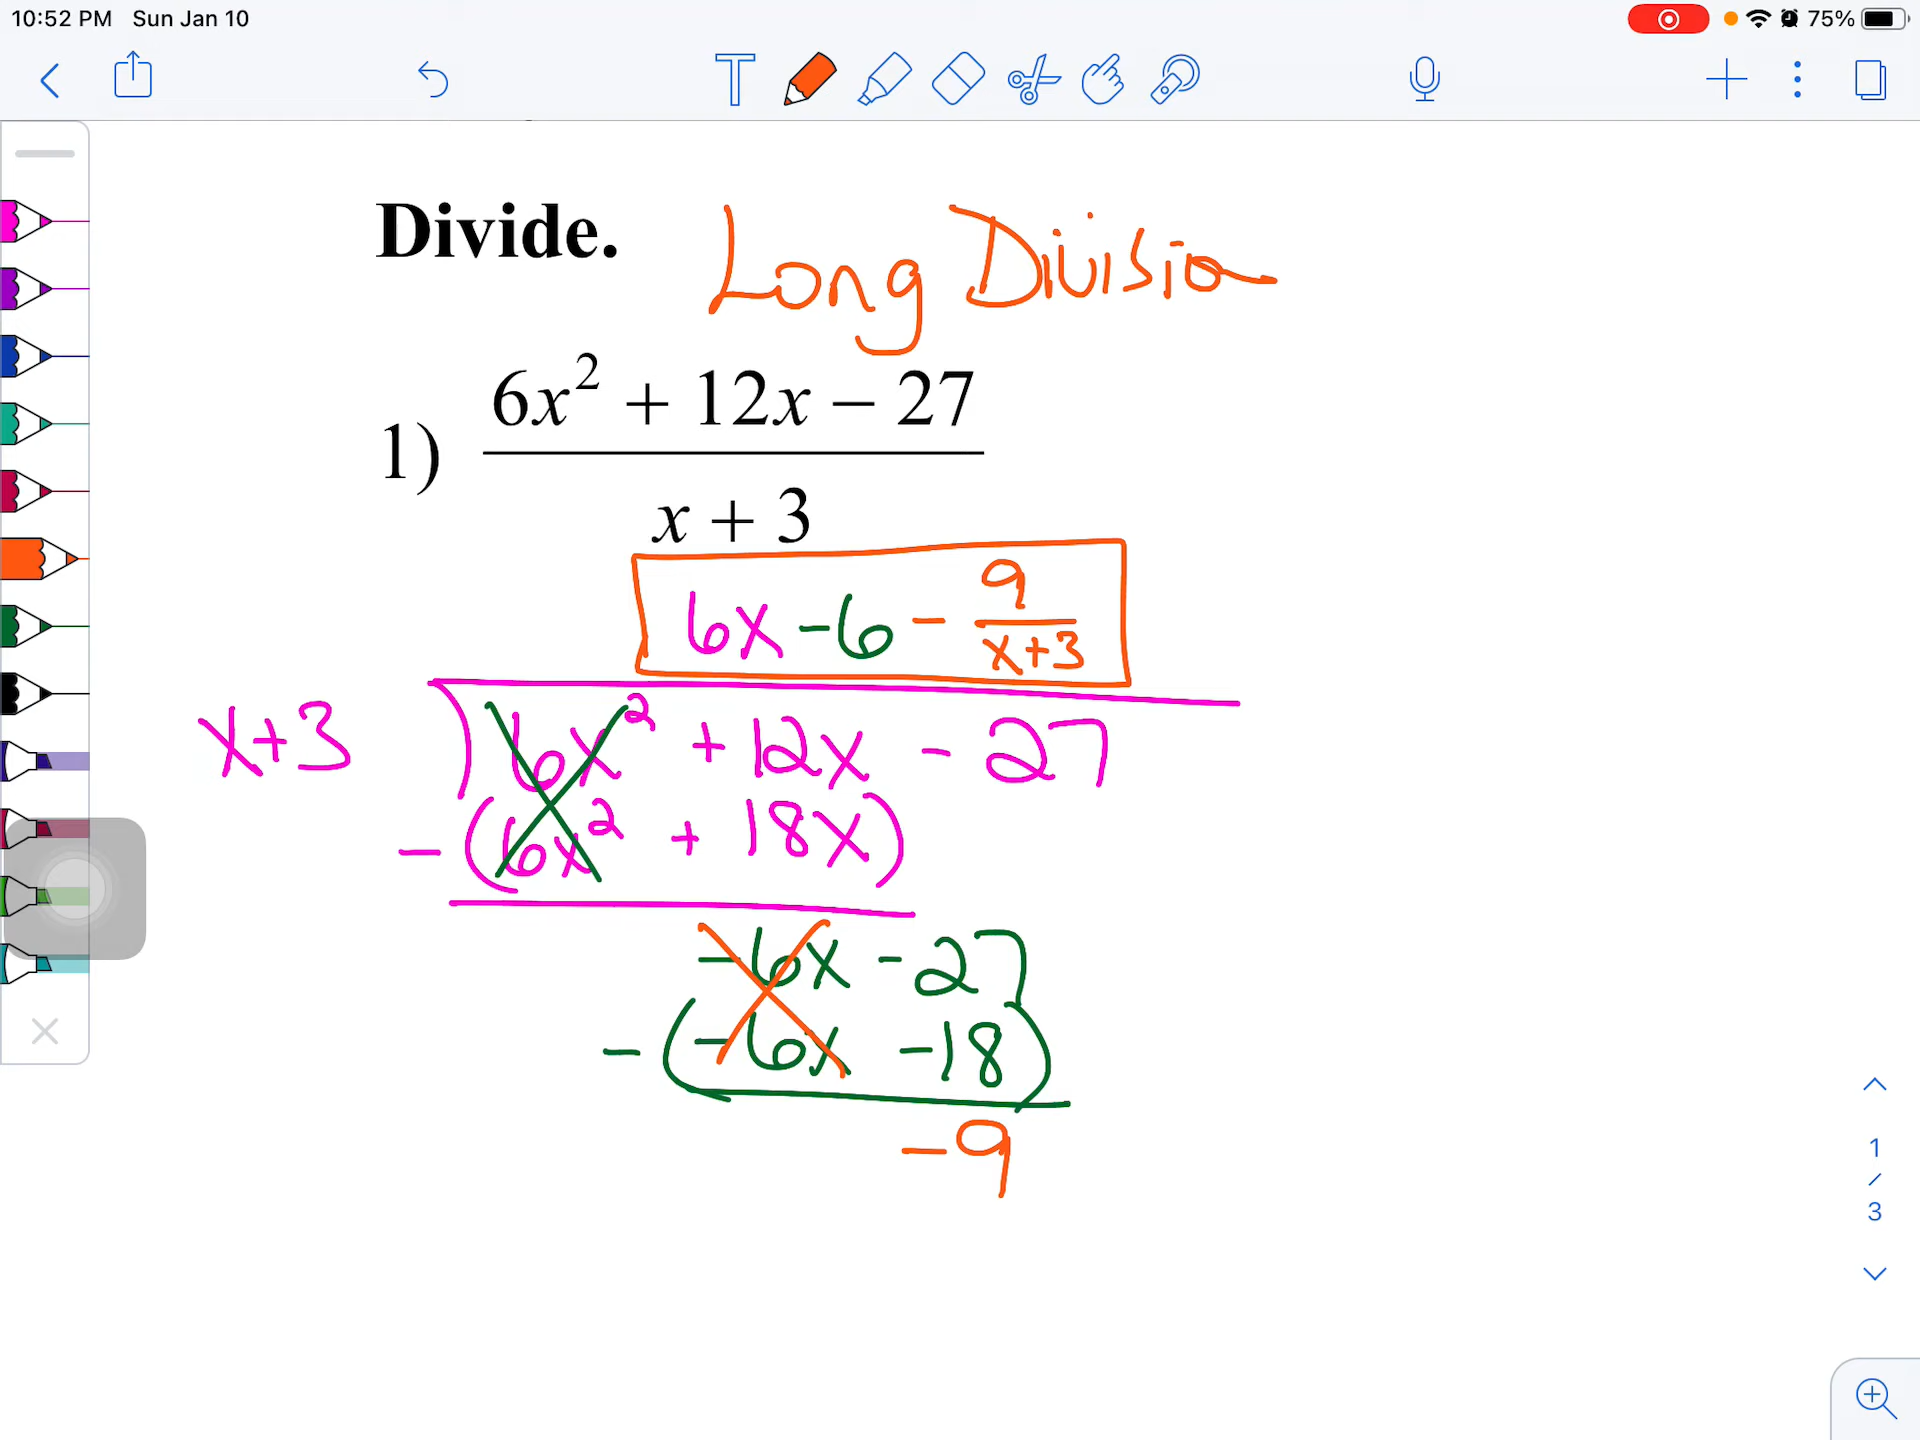 10:52 PM Sun Jan 10 75%
T
Divide. Long Division
6x² + 12x − 27
1)
x + 3
6x - 6 - 9/(x+3)
x+3 6x² + 12x - 27
- (6x² + 18x)
-6x - 27
- (-6x - 18)
-9
1
/
3